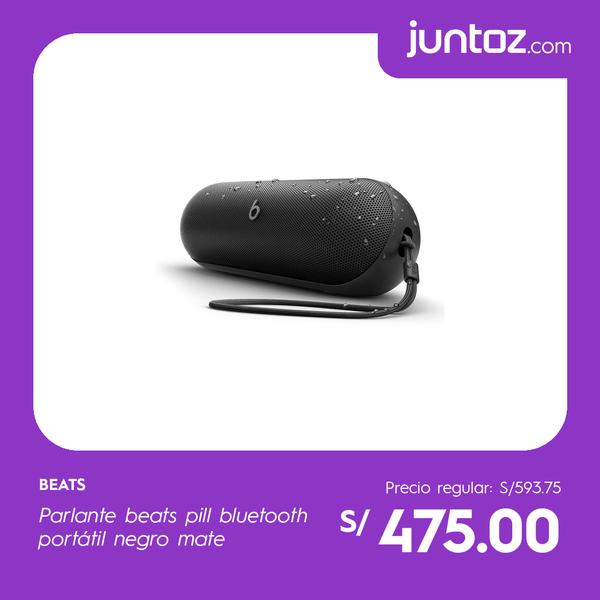 juntoz.com
BEATS
Parlante beats pill bluetooth
portátil negro mate
Precio regular: S/593.75
S/ 475.00